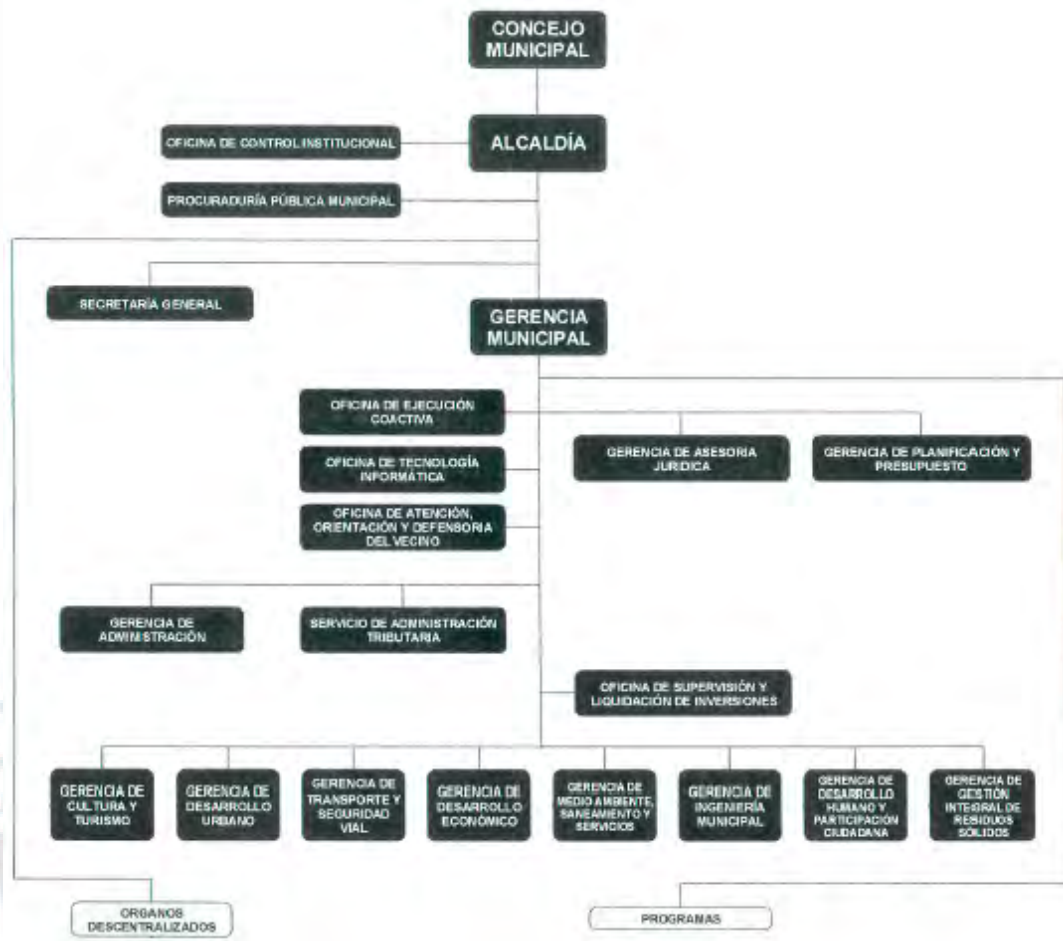 CONCEJO
MUNICIPAL
ALCALDÍA
OFICINA DE CONTROL INSTITUCIONAL
PROCURADURÍA PÚBLICA MUNICIPAL
SECRETARÍA GENERAL
GERENCIA
MUNICIPAL
OFICINA DE EJECUCIÓN
COACTIVA
GERENCIA DE ASESORIA
JURIDICA
GERENCIA DE PLANIFICACIÓN Y
PRESUPUESTO
OFICINA DE TECNOLOGÍA
INFORMÁTICA
OFICINA DE ATENCIÓN,
ORIENTACIÓN Y DEFENSORIA
DEL VECINO
GERENCIA DE
ADMINISTRACIÓN
SERVICIO DE ADMINISTRACIÓN
TRIBUTARIA
OFICINA DE SUPERVISIÓN Y
LIQUIDACIÓN DE INVERSIONES
GERENCIA DE
CULTURA Y
TURISMO
GERENCIA DE
DESARROLLO
URBANO
GERENCIA DE
TRANSPORTE Y
SEGURIDAD
VIAL
GERENCIA DE
DESARROLLO
ECONÓMICO
GERENCIA DE
MEDIO AMBIENTE,
SANEAMIENTO Y
SERVICIOS
GERENCIA DE
INGENIERÍA
MUNICIPAL
GERENCIA DE
DESARROLLO
HUMANO Y
PARTICIPACIÓN
CIUDADANA
GERENCIA DE
GESTIÓN
INTEGRAL DE
RESIDUOS
SÓLIDOS
ORGANOS
DESCENTRALIZADOS
PROGRAMAS